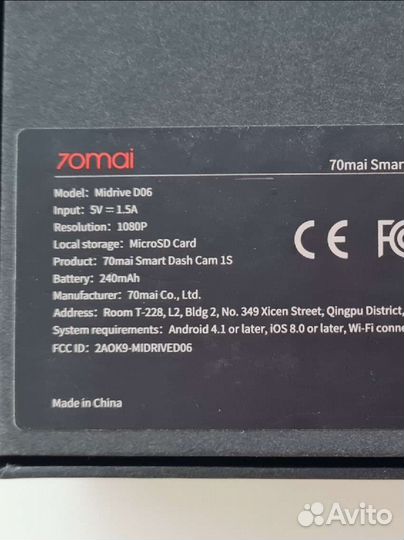 70mai
70mai Smar
Model: Midrive D06
Input: 5V ⎓ 1.5A
Resolution: 1080P
Local storage: MicroSD Card
Product: 70mai Smart Dash Cam 1S
Battery: 240mAh
Manufacturer: 70mai Co., Ltd.
Address: Room T-228, L2, Bldg 2, No. 349 Xicen Street, Qingpu District,
System requirements: Android 4.1 or later, iOS 8.0 or later, Wi-Fi conne
FCC ID: 2AOK9-MIDRIVED06
CE FC
Made in China
Avito